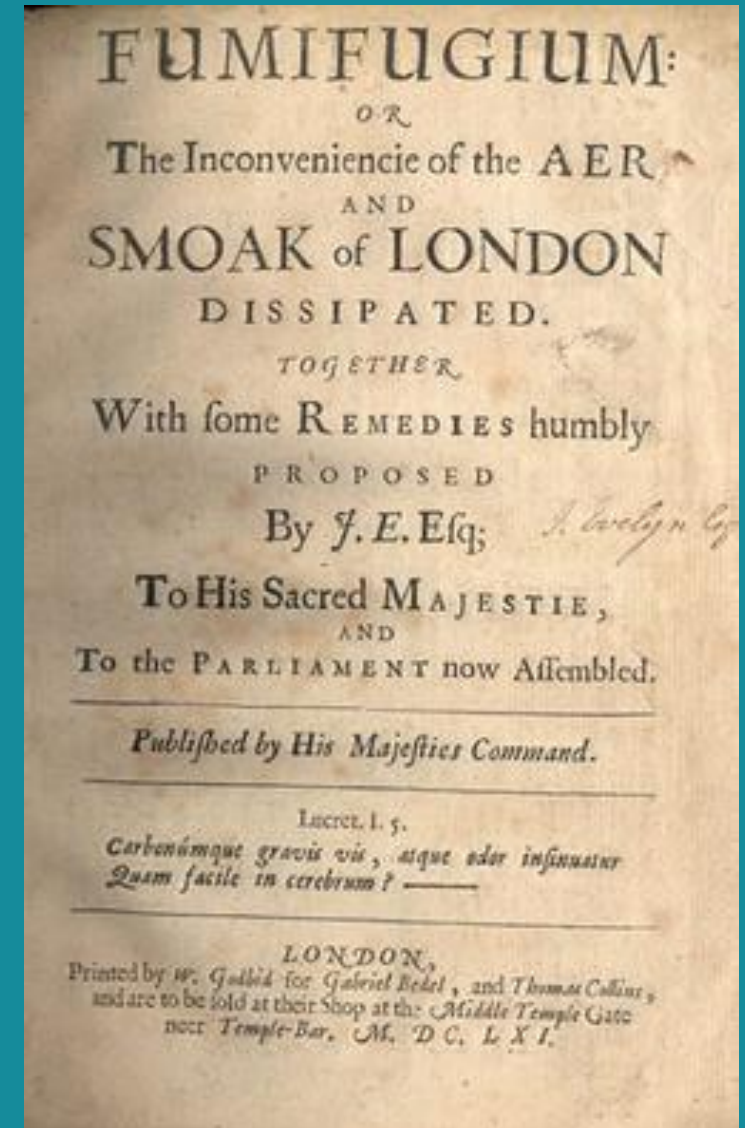 FUMIFUGIUM:
OR
The Inconveniencie of the AER
AND
SMOAK of LONDON
DISSIPATED.
TOGETHER
With ſome REMEDIES humbly
PROPOSED
By J. E. Eſq;
J. Evelyn Eſq
To His Sacred MAJESTIE,
AND
To the PARLIAMENT now Aſſembled.
Publiſhed by His Majeſties Command.
Lucret. l. 5.
Carbonúmque gravis vis, atque odor inſinuatur
Quam facile in cerebrum?
LONDON,
Printed by W. Godbid for Gabriel Bedel, and Thomas Collins,
and are to be ſold at their Shop at the Middle Temple Gate
neer Temple-Bar. M. DC. LXI.